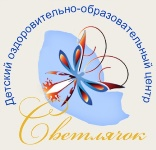 Детский оздоровительно-образовательный центр
Светлячок